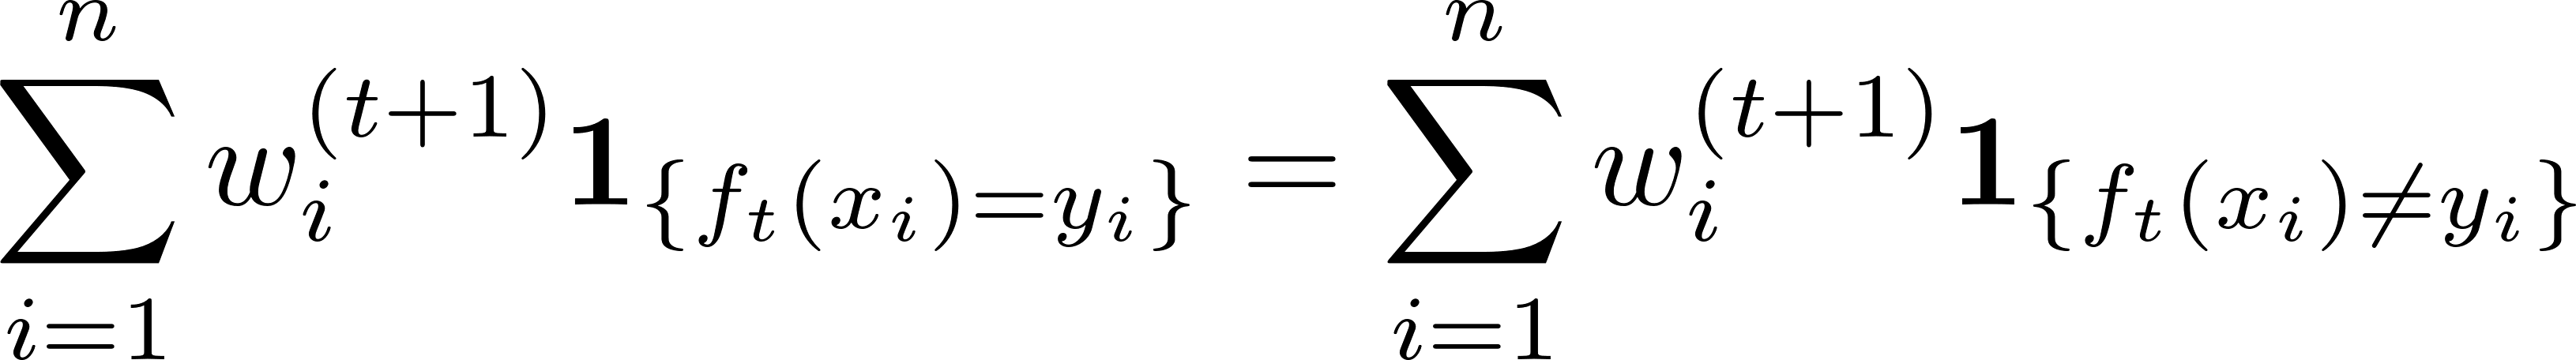 \sum_{i=1}^{n} w_i^{(t+1)} \mathbf{1}_{\{f_t(x_i)=y_i\}} = \sum_{i=1}^{n} w_i^{(t+1)} \mathbf{1}_{\{f_t(x_i)\neq y_i\}}